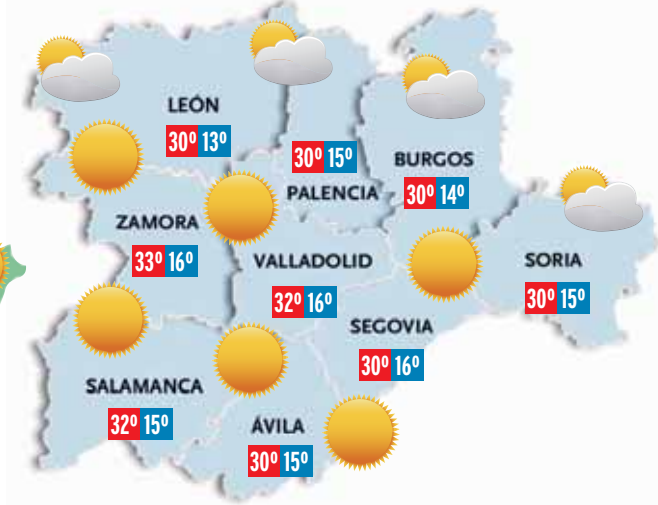 LEÓN
30º 13º
30º 15º
PALENCIA
BURGOS
30º 14º
ZAMORA
33º 16º
VALLADOLID
32º 16º
SORIA
30º 15º
SEGOVIA
30º 16º
SALAMANCA
32º 15º
ÁVILA
30º 15º